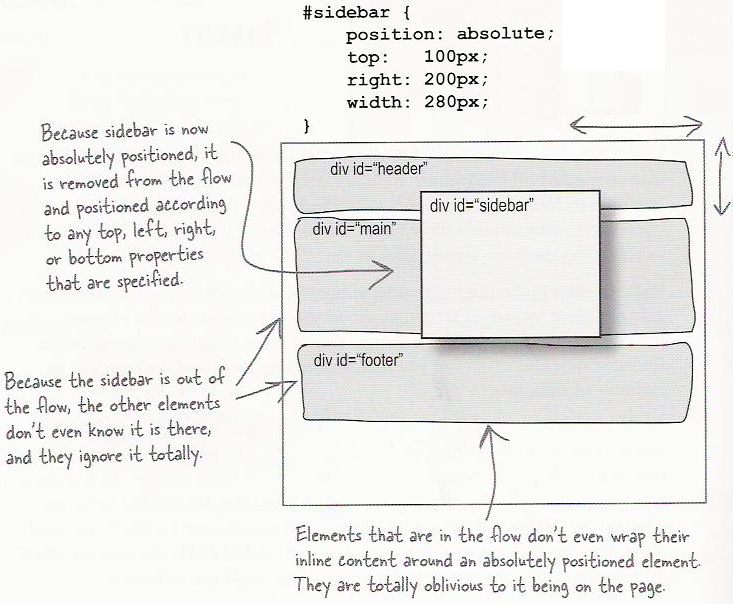 #sidebar {
position: absolute;
top: 100px;
right: 200px;
width: 280px;
}
Because sidebar is now
absolutely positioned, it
is removed from the flow
and positioned according
to any top, left, right,
or bottom properties
that are specified.
div id=“header”
div id=“sidebar”
div id=“main”
div id=“footer”
Because the sidebar is out of
the flow, the other elements
don't even know it is there,
and they ignore it totally.
Elements that are in the flow don't even wrap their
inline content around an absolutely positioned element.
They are totally oblivious to it being on the page.